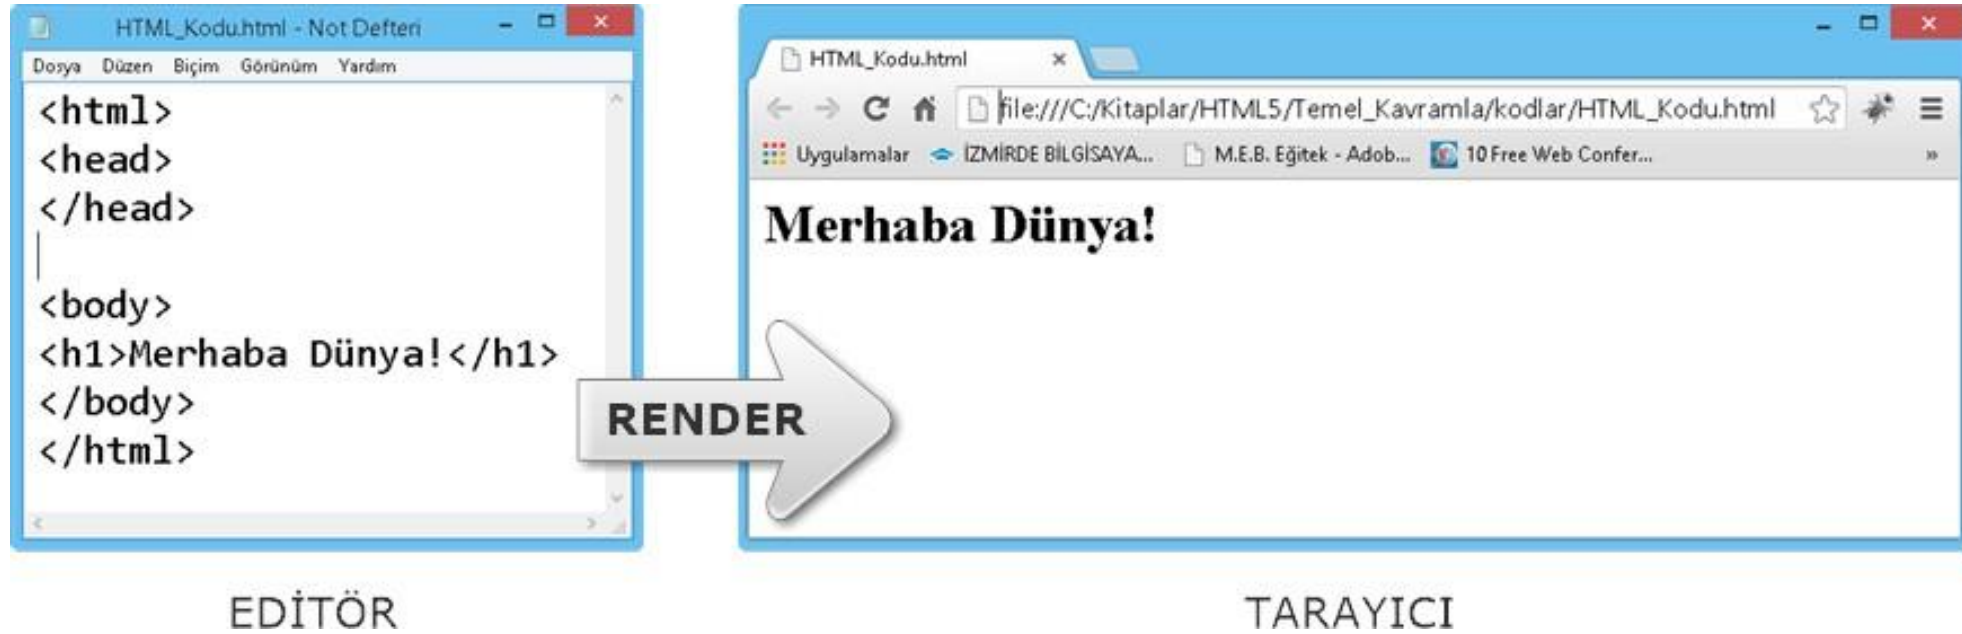 HTML_Kodu.html - Not Defteri
Dosya Düzen Biçim Görünüm Yardım
<html>
<head>
</head>
<body>
<h1>Merhaba Dünya!</h1>
</body>
</html>
EDİTÖR
RENDER
HTML_Kodu.html
file:///C:/Kitaplar/HTML5/Temel_Kavramla/kodlar/HTML_Kodu.html
Uygulamalar İZMİRDE BİLGİSAYA... M.E.B. Eğitek - Adob... 10 Free Web Confer...
Merhaba Dünya!
TARAYICI